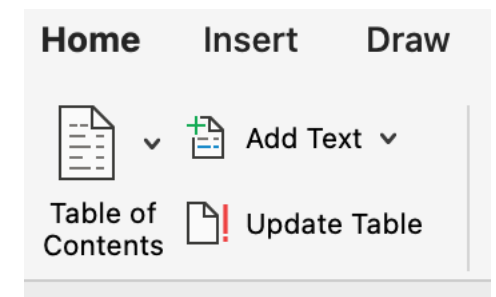 Home Insert Draw
Add Text
Table of
Contents
Update Table